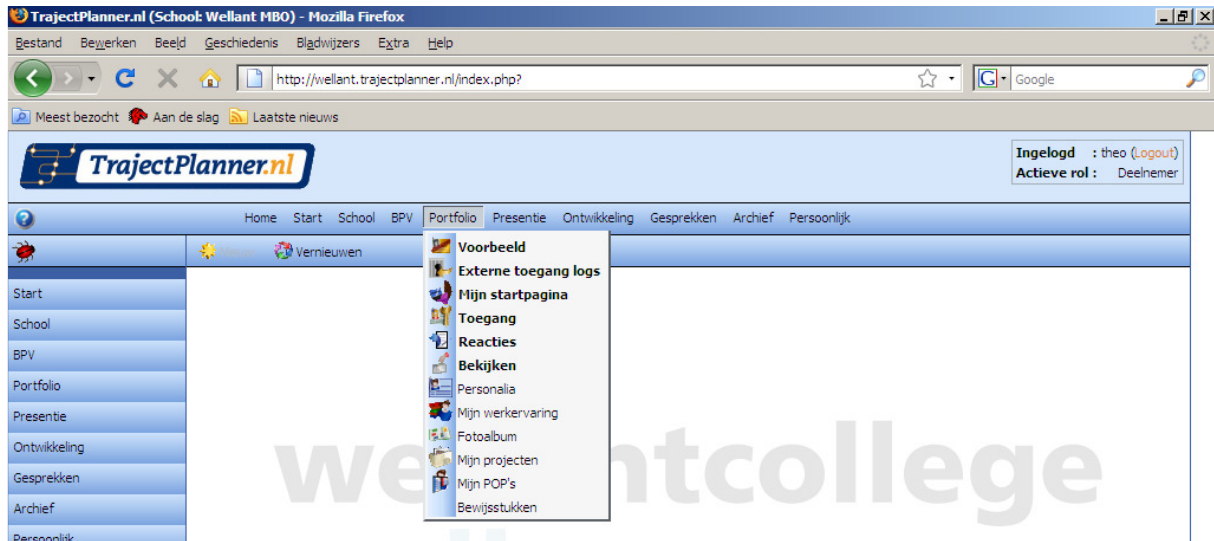 TrajectPlanner.nl (School: Wellant MBO) - Mozilla Firefox
Bestand Bewerken Beeld Geschiedenis Bladwijzers Extra Help
http://wellant.trajectplanner.nl/index.php?
Google
Meest bezocht Aan de slag Laatste nieuws
TrajectPlanner.nl
Ingelogd : theo (Logout)
Actieve rol : Deelnemer
Home Start School BPV Portfolio Presentie Ontwikkeling Gesprekken Archief Persoonlijk
Vernieuwen
Voorbeeld
Externe toegang logs
Mijn startpagina
Toegang
Reacties
Bekijken
Personalia
Mijn werkervaring
Fotoalbum
Mijn projecten
Mijn POP's
Bewijsstukken
Start
School
BPV
Portfolio
Presentie
Ontwikkeling
Gesprekken
Archief
Persoonlijk
we ntcollege